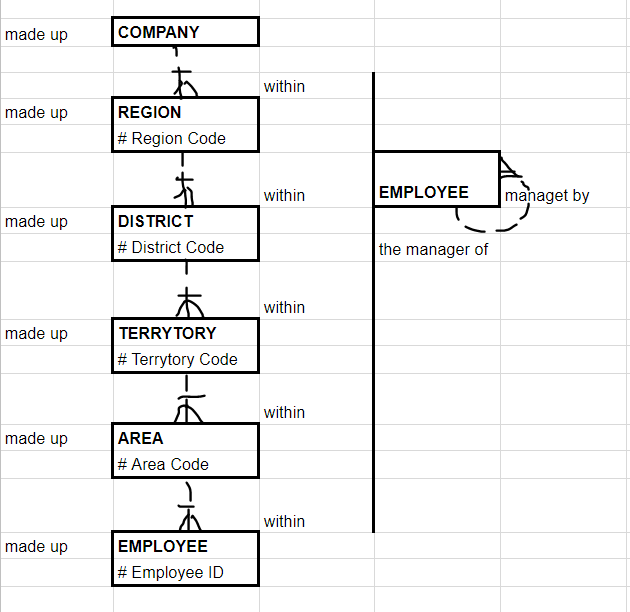 made up
COMPANY
within
made up
REGION
# Region Code
within
made up
DISTRICT
# District Code
within
made up
TERRYTORY
# Terrytory Code
within
made up
AREA
# Area Code
within
made up
EMPLOYEE
# Employee ID
EMPLOYEE
managet by
the manager of